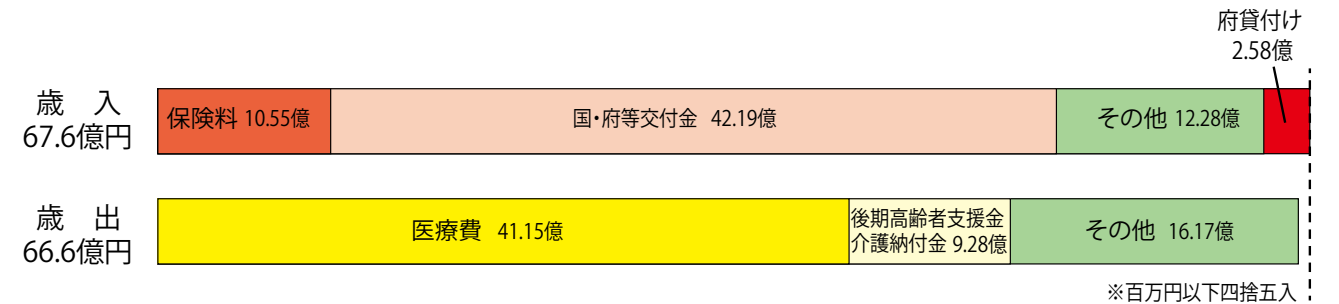 府貸付け
2.58億
歳　入
67.6億円
保険料 10.55億
国・府等交付金 42.19億
その他 12.28億
歳　出
66.6億円
医療費 41.15億
後期高齢者支援金
介護納付金 9.28億
その他 16.17億
※百万円以下四捨五入